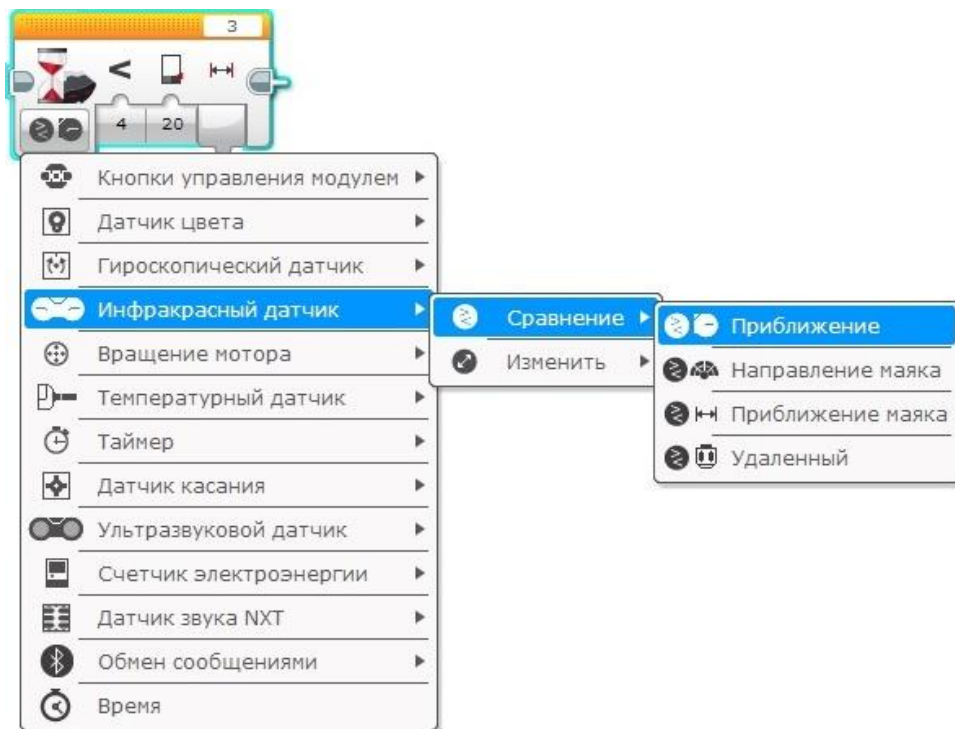 3
<
4 20
Кнопки управления модулем
Датчик цвета
Гироскопический датчик
Инфракрасный датчик
Сравнение
Приближение
Вращение мотора
Изменить
Направление маяка
Температурный датчик
Приближение маяка
Таймер
Удаленный
Датчик касания
Ультразвуковой датчик
Счетчик электроэнергии
Датчик звука NXT
Обмен сообщениями
Время